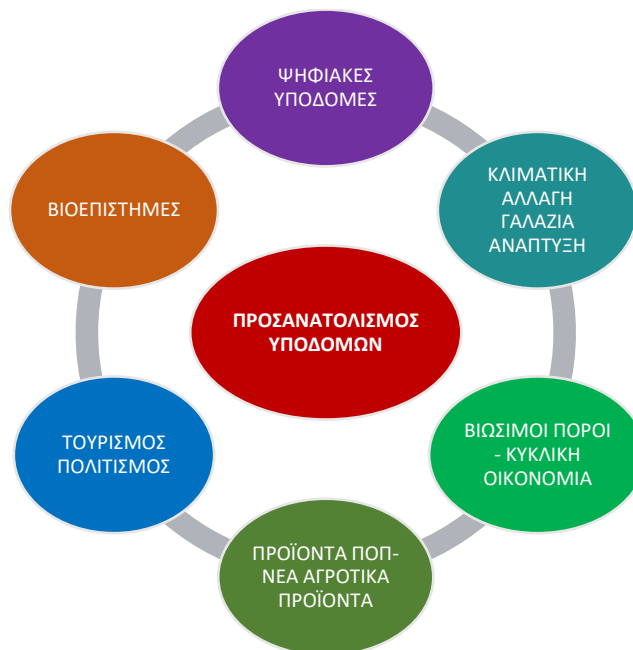 ΨΗΦΙΑΚΕΣ
ΥΠΟΔΟΜΕΣ
ΚΛΙΜΑΤΙΚΗ
ΑΛΛΑΓΗ
ΓΑΛΑΖΙΑ
ΑΝΑΠΤΥΞΗ
ΒΙΟΕΠΙΣΤΗΜΕΣ
ΠΡΟΣΑΝΑΤΟΛΙΣΜΟΣ
ΥΠΟΔΟΜΩΝ
ΒΙΩΣΙΜΟΙ ΠΟΡΟΙ
- ΚΥΚΛΙΚΗ
ΟΙΚΟΝΟΜΙΑ
ΤΟΥΡΙΣΜΟΣ
ΠΟΛΙΤΙΣΜΟΣ
ΠΡΟΪΟΝΤΑ ΠΟΠ-
ΝΕΑ ΑΓΡΟΤΙΚΑ
ΠΡΟΪΟΝΤΑ